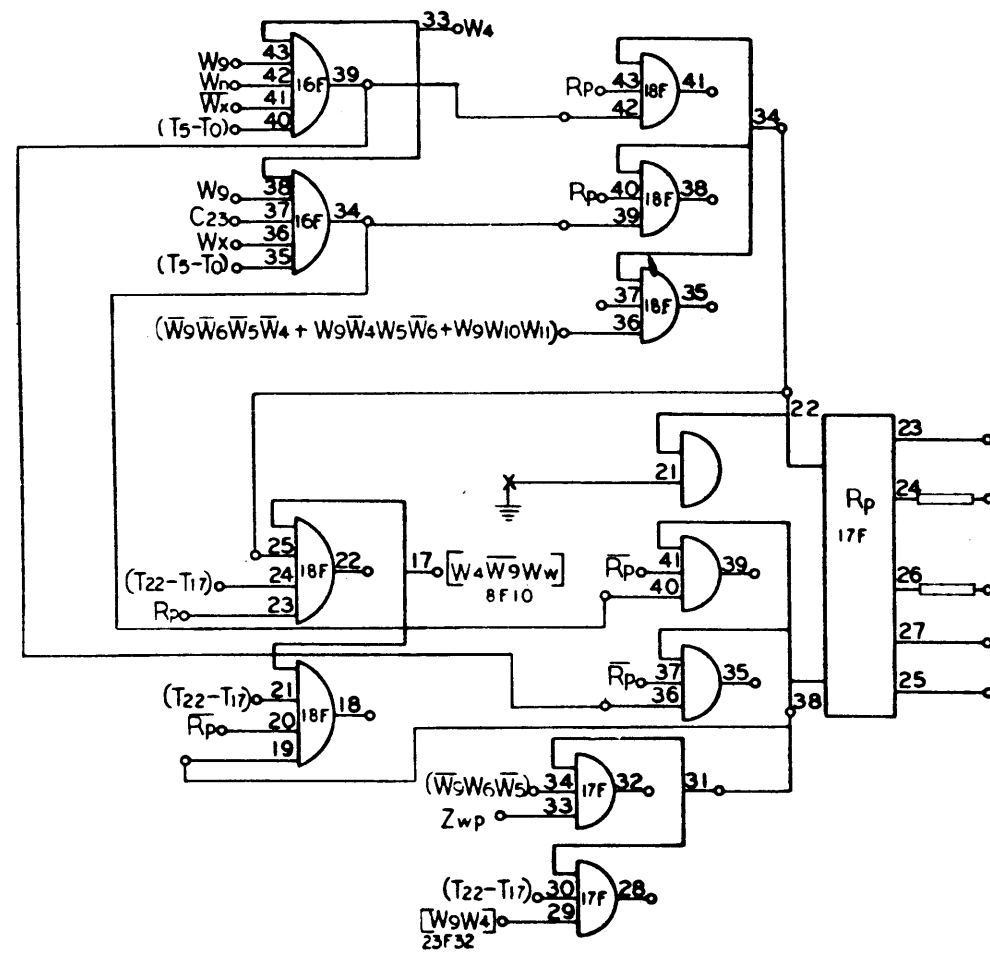 33 W4
W9 43
Wn 42 16F 39
W̅x 41
(T5-T0) 40
Rp 43 18F 41
42
34
W9 38
C23 37 16F 34
Wx 36
(T5-T0) 35
Rp 40 18F 38
39
37 18F 35
(W̅9W̅6W̅5W̅4 + W9W̅4W5W̅6 + W9W10W11) 36
22
21
23
24
Rp
17F
26
27
25
25
(T22-T17) 24 18F 22
Rp 23
17 [W4W̅9Ww]
8F10
R̅p 41 39
40
R̅p 37 35
36
38
(T22-T17) 21
R̅p 20 18F 18
19
(W̅9W6W̅5) 34 17F 32
Zwp 33
31
(T22-T17) 30 17F 28
[W9W4] 29
23F32